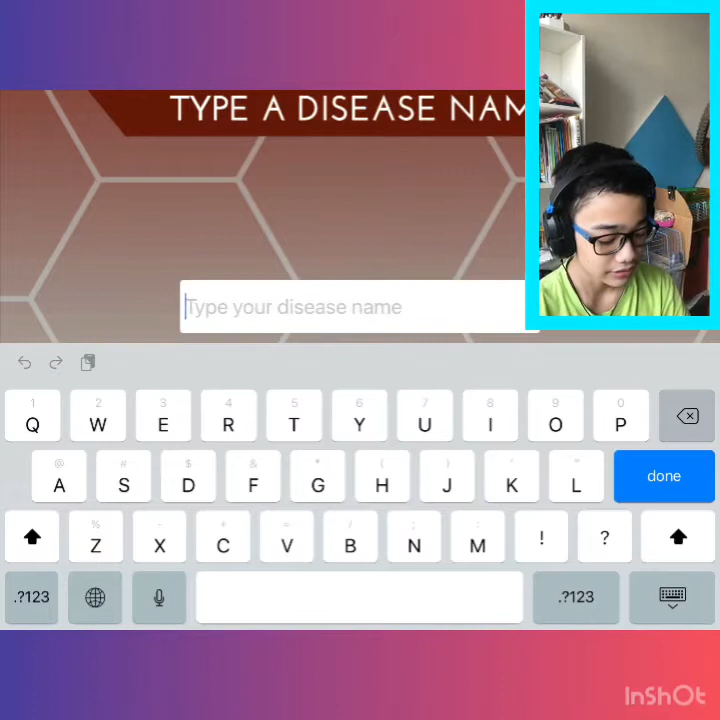 TYPE A DISEASE NAM
Type your disease name
1 2 3 4 5 6 7 8 9 0
Q W E R T Y U I O P
@ # $ & * ( ) ' "
A S D F G H J K L done
% - + = / ; :
Z X C V B N M ! ?
.?123 .?123
InShOt